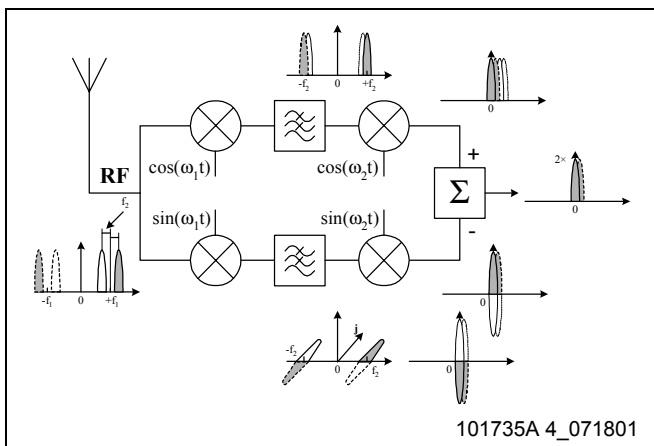 -f₂ 0 +f₂
0
cos(ω₁t) cos(ω₂t)
+
RF
Σ
2×
0
f₂
sin(ω₁t) sin(ω₂t)
-
-f₁ 0 +f₁
0
-f₂ j
0 f₂
0
101735A 4_071801